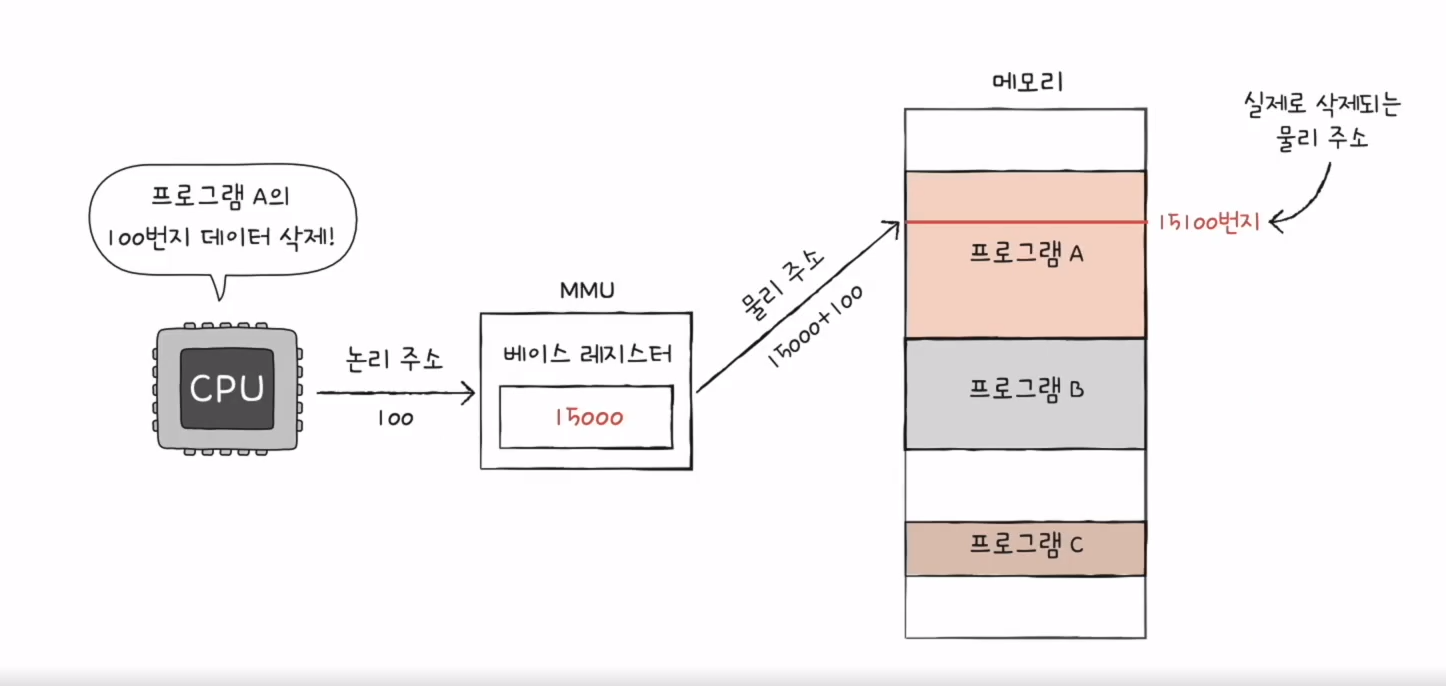 메모리
실제로 삭제되는
물리 주소
프로그램 A의
100번지 데이터 삭제!
15100번지
프로그램 A
물리 주소
15000+100
MMU
논리 주소
베이스 레지스터
CPU
100
15000
프로그램 B
프로그램 C